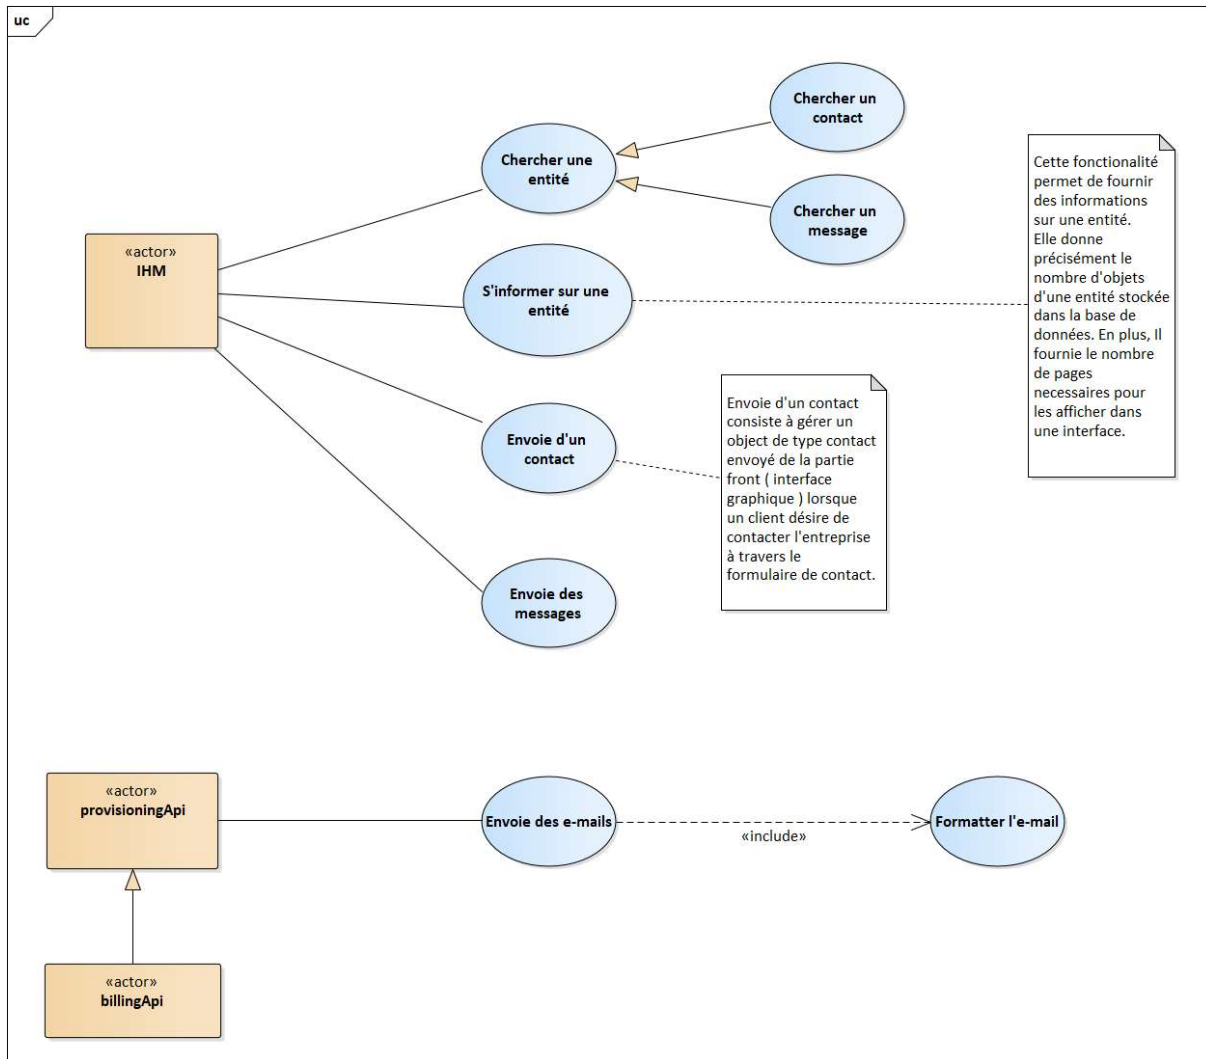 uc
Chercher un
contact
Chercher une
entité
Chercher un
message
Cette fonctionalité
permet de fournir
des informations
sur une entité.
Elle donne
précisément le
nombre d'objets
d'une entité stockée
dans la base de
données. En plus, Il
fournie le nombre
de pages
necessaires pour
les afficher dans
une interface.
«actor»
IHM
S'informer sur une
entité
Envoie d'un
contact
Envoie d'un contact
consiste à gérer un
object de type contact
envoyé de la partie
front ( interface
graphique ) lorsque
un client désire de
contacter l'entreprise
à travers le
formulaire de contact.
Envoie des
messages
«actor»
provisioningApi
Envoie des e-mails
«include»
Formatter l'e-mail
«actor»
billingApi